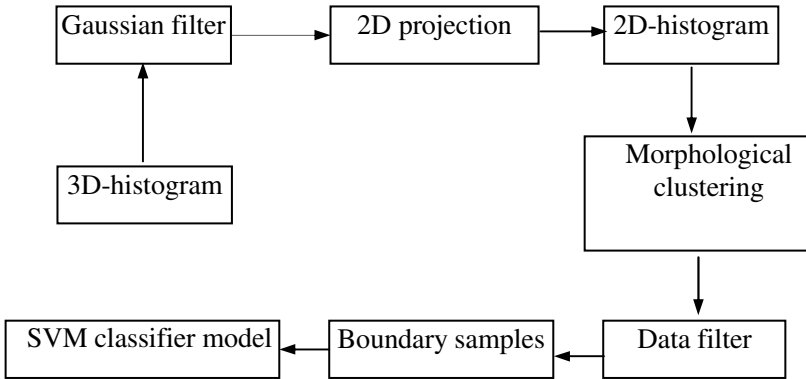 Gaussian filter
2D projection
2D-histogram
3D-histogram
Morphological
clustering
SVM classifier model
Boundary samples
Data filter